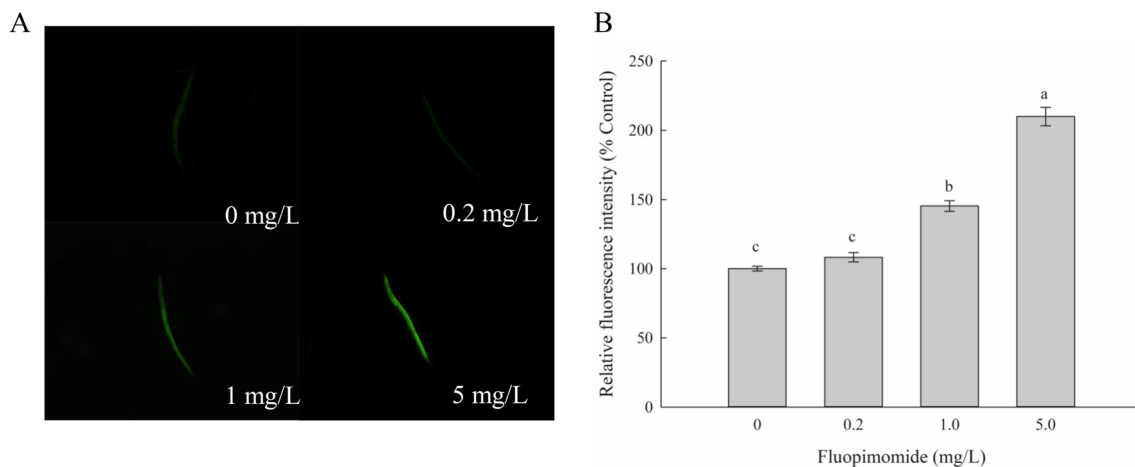 A
0 mg/L
0.2 mg/L
1 mg/L
5 mg/L
B
Relative fluorescence intensity (% Control)
250
200
150
100
50
0
c
c
b
a
0
0.2
1.0
5.0
Fluopimomide (mg/L)